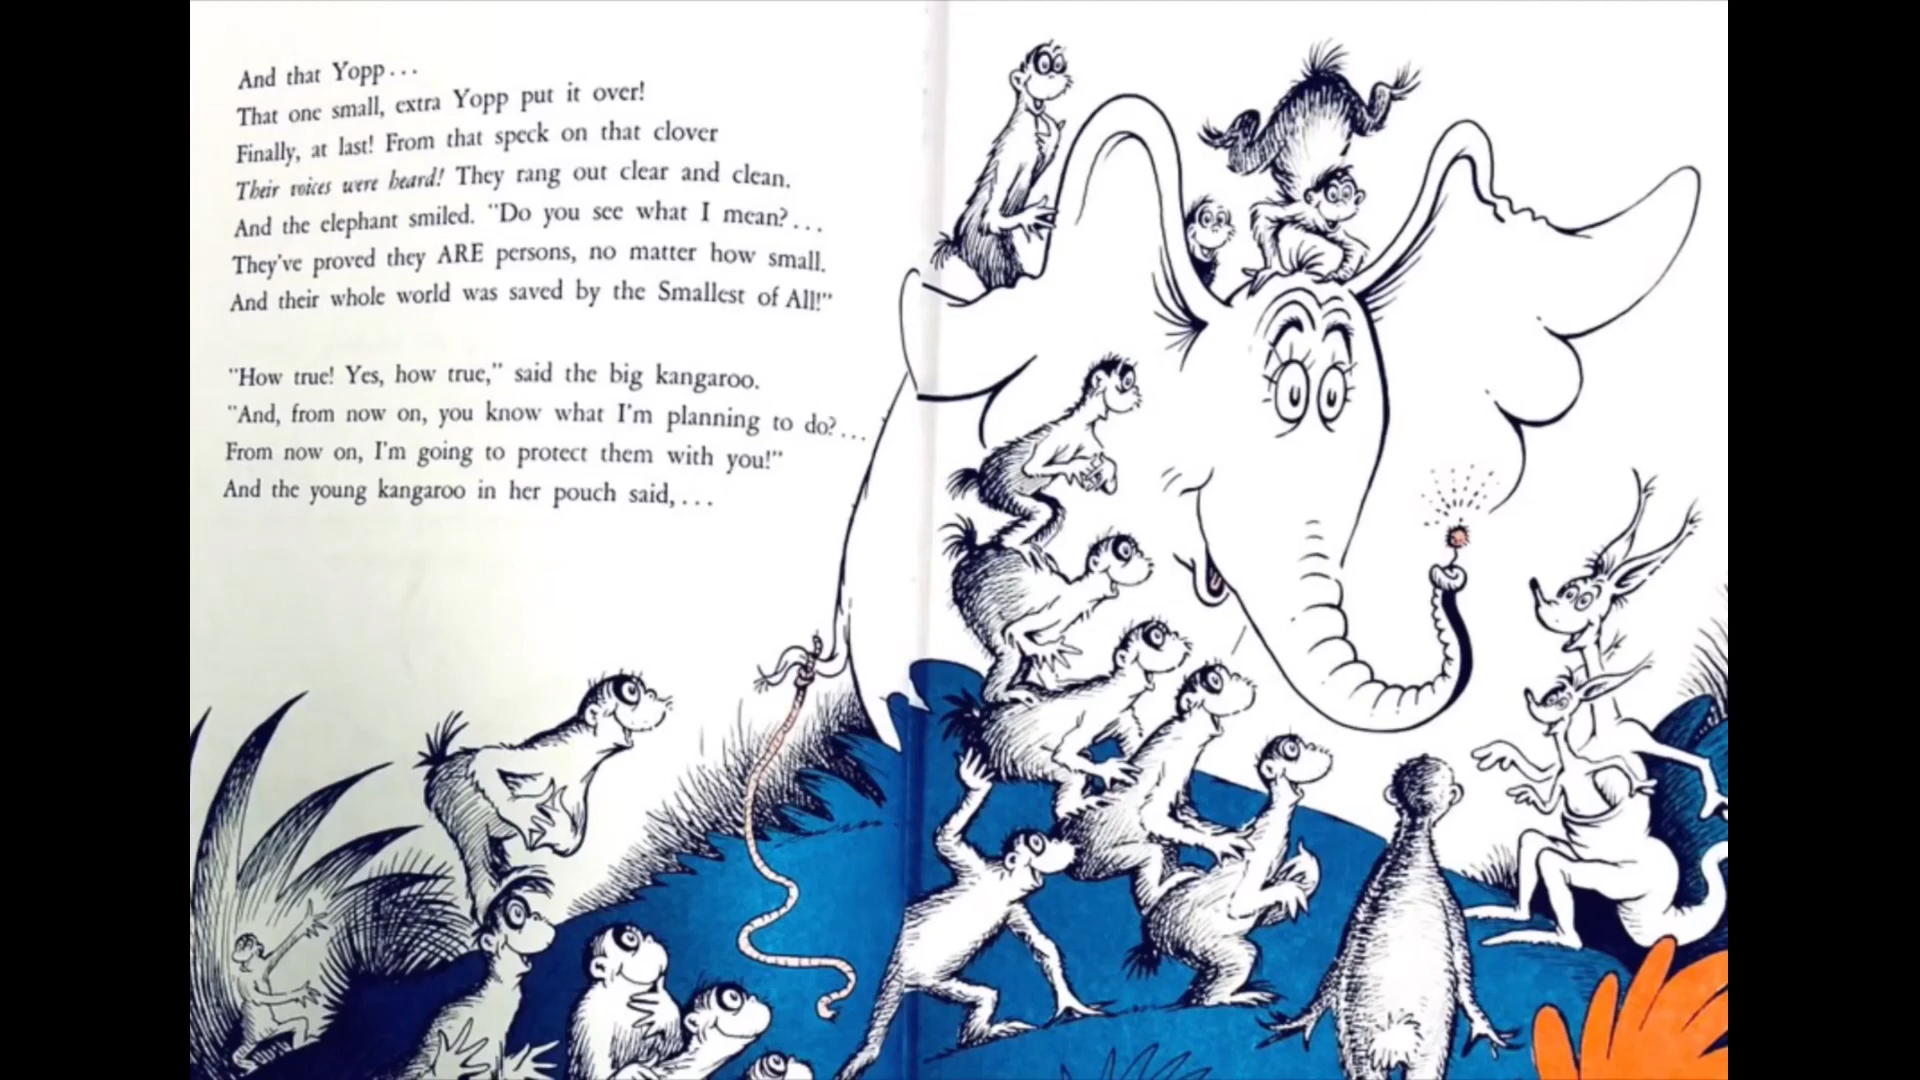 And that Yopp...
That one small, extra Yopp put it over!
Finally, at last! From that speck on that clover
Their voices were heard! They rang out clear and clean.
And the elephant smiled. "Do you see what I mean?...
They've proved they ARE persons, no matter how small.
And their whole world was saved by the Smallest of All!"
"How true! Yes, how true," said the big kangaroo.
"And, from now on, you know what I'm planning to do?...
From now on, I'm going to protect them with you!"
And the young kangaroo in her pouch said,...